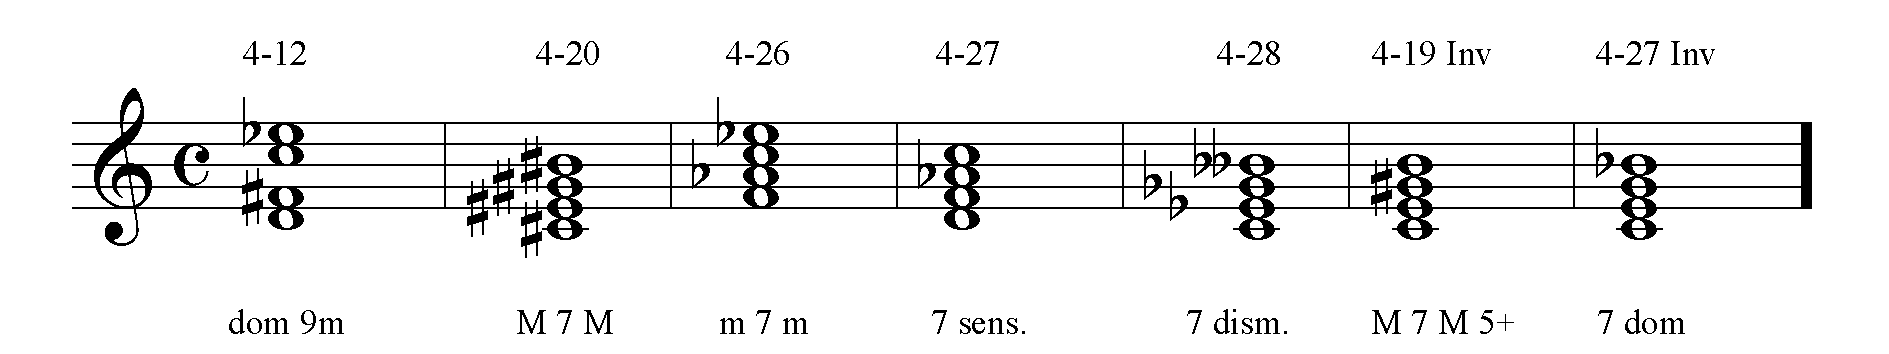 4-12 4-20 4-26 4-27 4-28 4-19 Inv 4-27 Inv
dom 9m M 7 M m 7 m 7 sens. 7 dism. M 7 M 5+ 7 dom